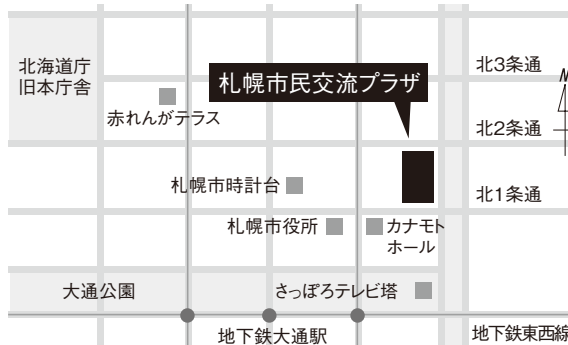 北海道庁
旧本庁舎
北3条通
札幌市民交流プラザ
N
赤れんがテラス
北2条通
札幌市時計台
北1条通
札幌市役所
カナモト
ホール
大通公園
さっぽろテレビ塔
地下鉄大通駅
地下鉄東西線